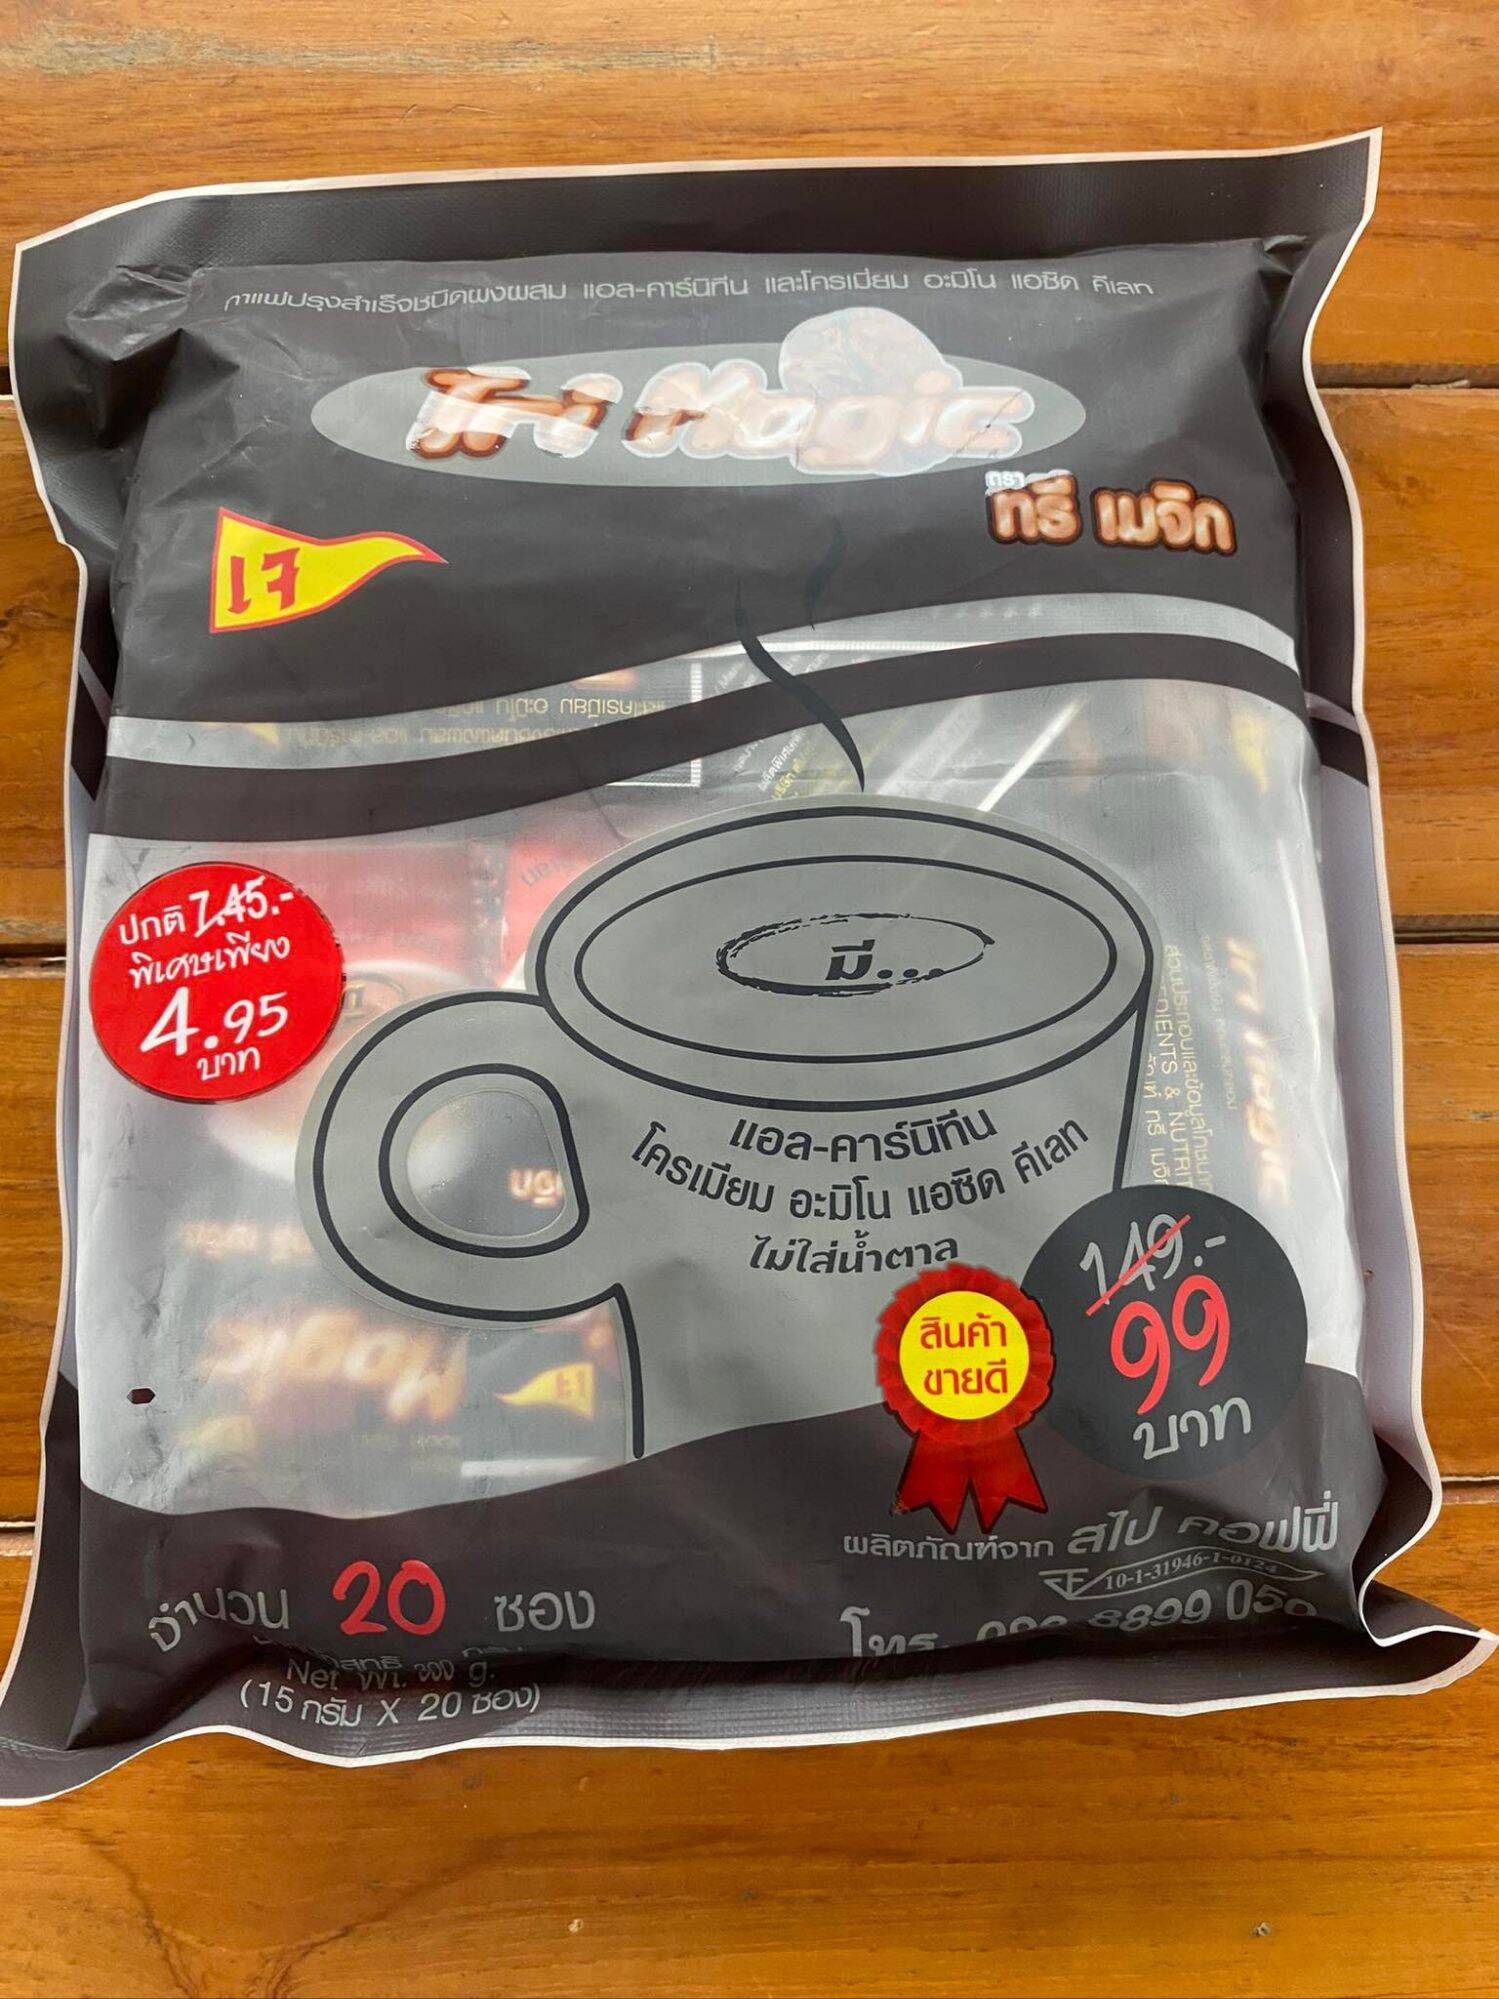 กาแฟปรุงสำเร็จชนิดผงผสม แอล-คาร์นิทีน และโครเมี่ยม อะมิโน แอซิด คีเลท
Tri Magic
ตรา
ทรี เมจิก
เจ
ปกติ 7.45.-
พิเศษเพียง
4.95
บาท
มี...
แอล-คาร์นิทีน
โครเมียม อะมิโน แอซิด คีเลท
ไม่ใส่น้ำตาล
149.-
99
บาท
สินค้า
ขายดี
ผลิตภัณฑ์จาก สไป คอฟฟี่
10-1-31946-1-0124
โทร. 8899 05
จำนวน 20 ซอง
Net Wt. 300 g.
(15 กรัม X 20 ซอง)